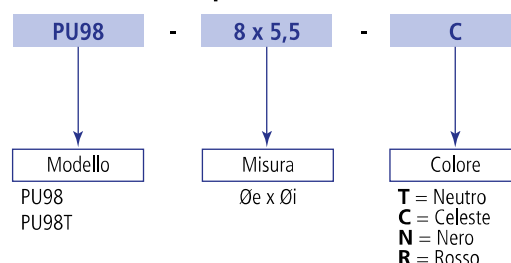 PU98 - 8 x 5,5 - C
Modello Misura Colore
PU98 Øe x Øi T = Neutro
PU98T C = Celeste
N = Nero
R = Rosso